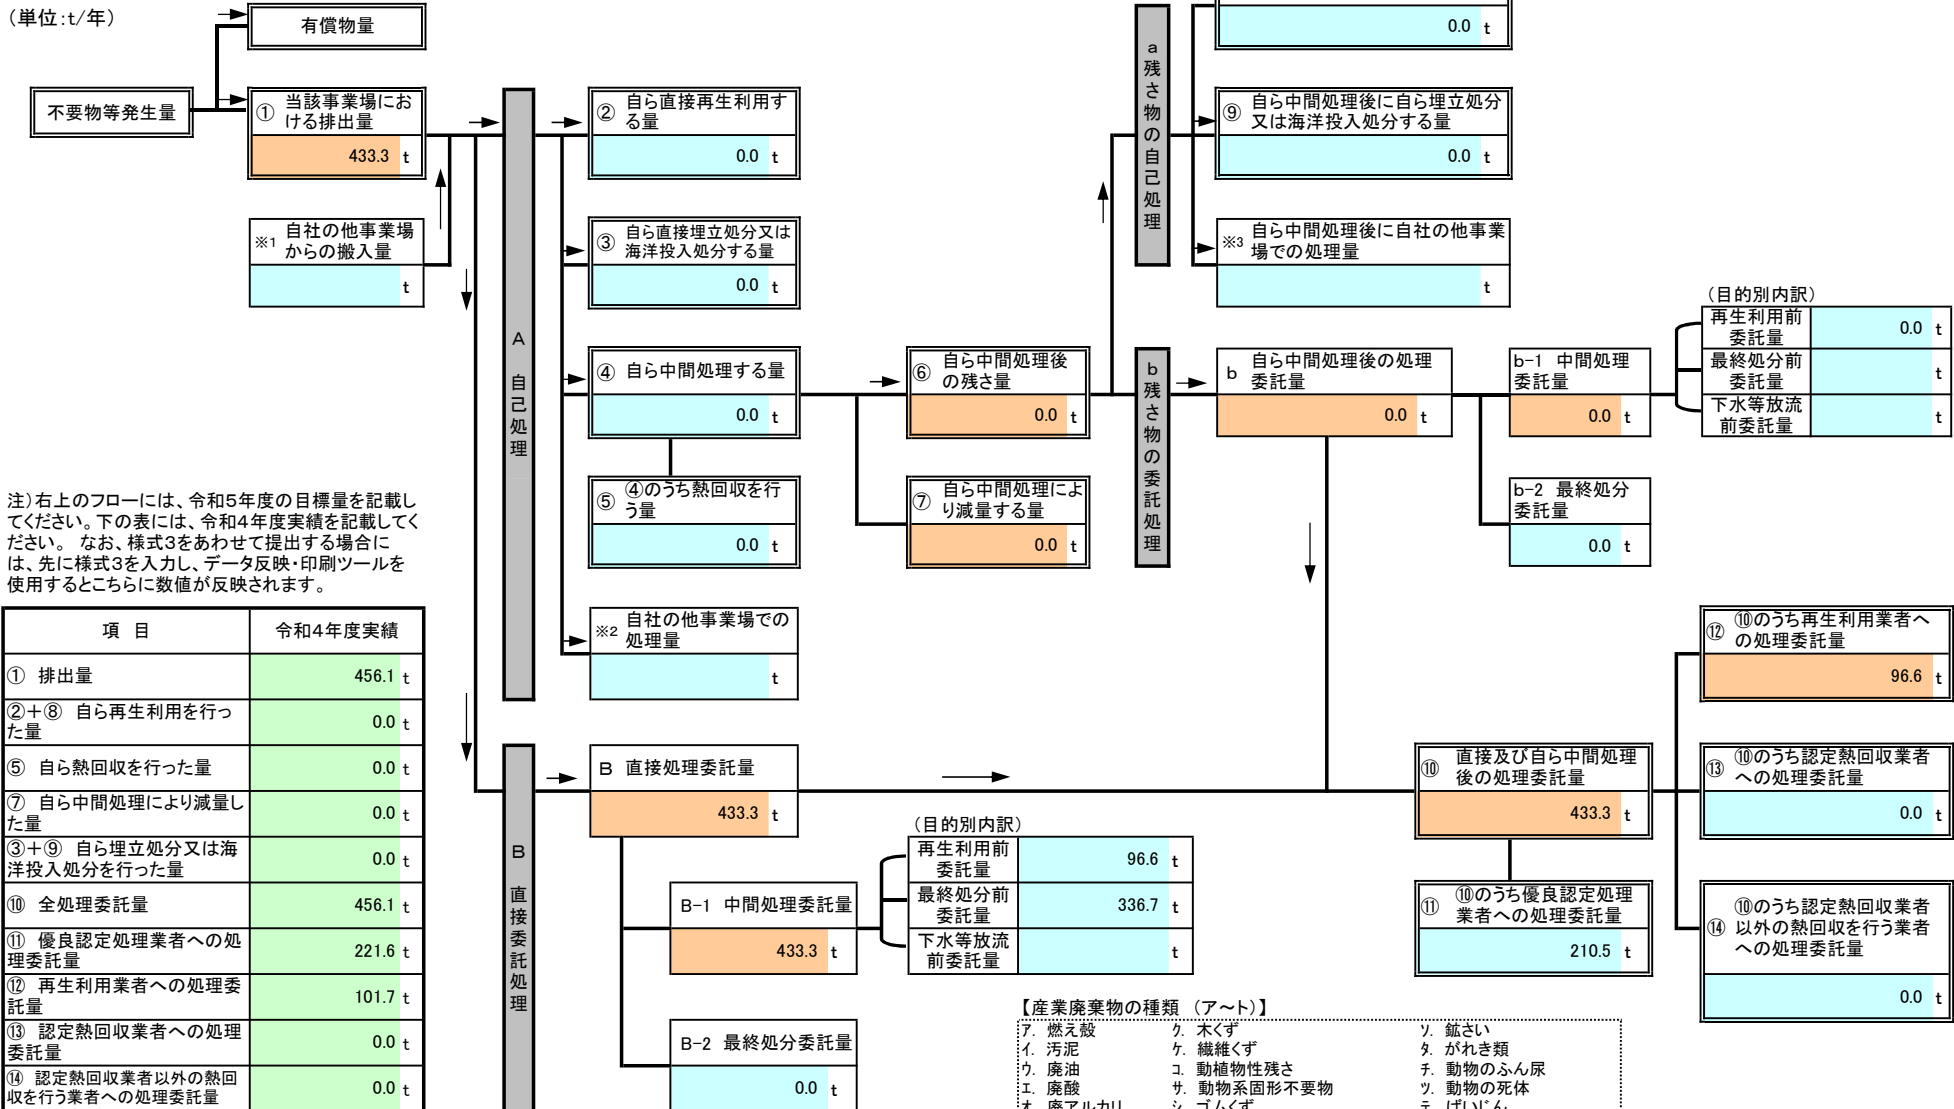 （単位:t/年）
有償物量
不要物等発生量
① 当該事業場にお
ける排出量
433.3 t
※1 自社の他事業場
からの搬入量
t
A 自己処理
② 自ら直接再生利用す
る量
0.0 t
③ 自ら直接埋立処分又は
海洋投入処分する量
0.0 t
④ 自ら中間処理する量
0.0 t
⑤ ④のうち熱回収を行
う量
0.0 t
※2 自社の他事業場での
処理量
t
⑥ 自ら中間処理後
の残さ量
0.0 t
⑦ 自ら中間処理によ
り減量する量
0.0 t
a 残さ物の自己処理
0.0 t
⑨ 自ら中間処理後に自ら埋立処分
又は海洋投入処分する量
0.0 t
※3 自ら中間処理後に自社の他事業
場での処理量
t
b 残さ物の委託処理
b 自ら中間処理後の処理
委託量
0.0 t
b-1 中間処理
委託量
0.0 t
b-2 最終処分
委託量
0.0 t
（目的別内訳）
再生利用前
委託量
0.0 t
最終処分前
委託量
t
下水等放流
前委託量
t
注）右上のフローには、令和5年度の目標量を記載し
てください。下の表には、令和4年度実績を記載してく
ださい。 なお、様式3をあわせて提出する場合に
は、先に様式3を入力し、データ反映・印刷ツールを
使用するとこちらに数値が反映されます。
項 目 令和4年度実績
① 排出量 456.1 t
②＋⑧ 自ら再生利用を行っ
た量 0.0 t
⑤ 自ら熱回収を行った量 0.0 t
⑦ 自ら中間処理により減量し
た量 0.0 t
③＋⑨ 自ら埋立処分又は海
洋投入処分を行った量 0.0 t
⑩ 全処理委託量 456.1 t
⑪ 優良認定処理業者への処
理委託量 221.6 t
⑫ 再生利用業者への処理委
託量 101.7 t
⑬ 認定熱回収業者への処理
委託量 0.0 t
⑭ 認定熱回収業者以外の熱回
収を行う業者への処理委託量 0.0 t
B 直接委託処理
B 直接処理委託量
433.3 t
B-1 中間処理委託量
433.3 t
B-2 最終処分委託量
0.0 t
（目的別内訳）
再生利用前
委託量
96.6 t
最終処分前
委託量
336.7 t
下水等放流
前委託量
t
⑩ 直接及び自ら中間処理
後の処理委託量
433.3 t
⑪ ⑩のうち優良認定処理
業者への処理委託量
210.5 t
⑫ ⑩のうち再生利用業者へ
の処理委託量
96.6 t
⑬ ⑩のうち認定熱回収業者
への処理委託量
0.0 t
⑭ ⑩のうち認定熱回収業者
以外の熱回収を行う業者
への処理委託量
0.0 t
【産業廃棄物の種類 （ア～ト）】
ア. 燃え殻 ク. 木くず ソ. 鉱さい
イ. 汚泥 ケ. 繊維くず タ. がれき類
ウ. 廃油 コ. 動植物性残さ チ. 動物のふん尿
エ. 廃酸 サ. 動物系固形不要物 ツ. 動物の死体
オ. 廃アルカリ シ. ゴムくず テ. ばいじん